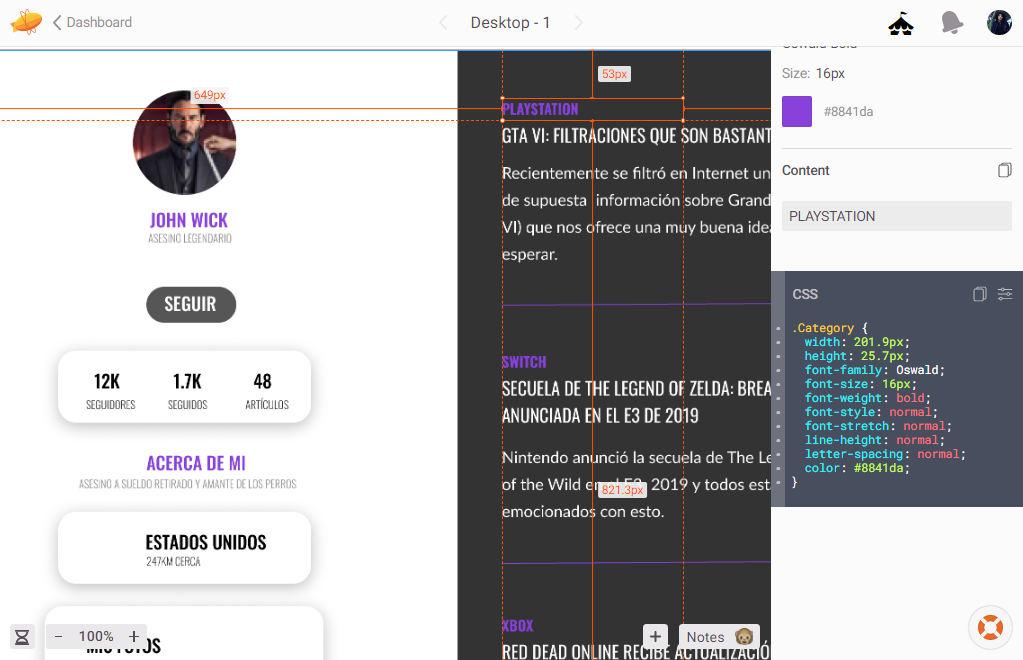 Dashboard
Desktop - 1
649px
JOHN WICK
ASESINO LEGENDARIO
SEGUIR
12K
1.7K
48
SEGUIDORES
SEGUIDOS
ARTÍCULOS
ACERCA DE MI
ASESINO A SUELDO RETIRADO Y AMANTE DE LOS PERROS
ESTADOS UNIDOS
247KM CERCA
100%
53px
PLAYSTATION
GTA VI: FILTRACIONES QUE SON BASTANT
Recientemente se filtró en Internet un
de supuesta información sobre Grand
VI) que nos ofrece una muy buena idea
esperar.
SWITCH
SECUELA DE THE LEGEND OF ZELDA: BREA
ANUNCIADA EN EL E3 DE 2019
Nintendo anunció la secuela de The Le
of the Wild en el E3 2019 y todos est
821.3px
emocionados con esto.
XBOX
RED DEAD ONLINE RECIBE ACTUALIZACIÓ
Notes
Oswald Bold
Size: 16px
#8841da
Content
PLAYSTATION
CSS
.Category {
width: 201.9px;
height: 25.7px;
font-family: Oswald;
font-size: 16px;
font-weight: bold;
font-style: normal;
font-stretch: normal;
line-height: normal;
letter-spacing: normal;
color: #8841da;
}